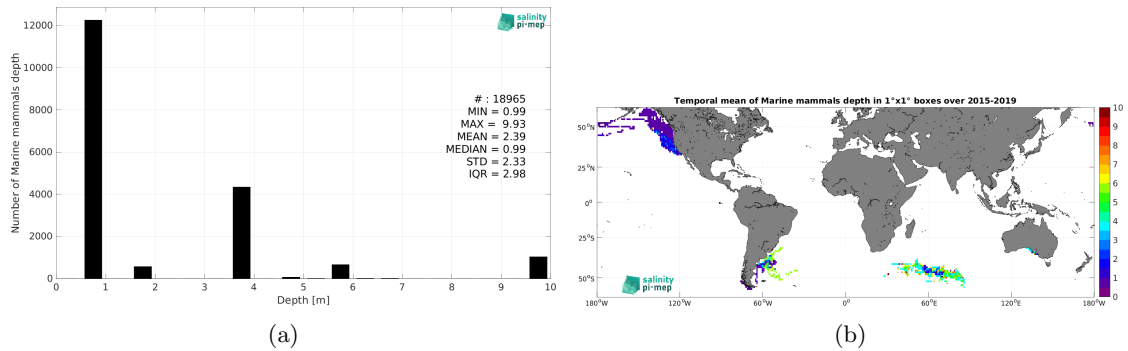 salinity
pi-mep
12000
10000
8000
6000
4000
2000
0
Number of Marine mammals depth
# : 18965
MIN = 0.99
MAX = 9.93
MEAN = 2.39
MEDIAN = 0.99
STD = 2.33
IQR = 2.98
0 1 2 3 4 5 6 7 8 9 10
Depth [m]
(a)
Temporal mean of Marine mammals depth in 1°x1° boxes over 2015-2019
50°N
25°N
0°
25°S
50°S
salinity
pi-mep
180°W 120°W 60°W 0° 60°E 120°E 180°W
10
9
8
7
6
5
4
3
2
1
0
(b)